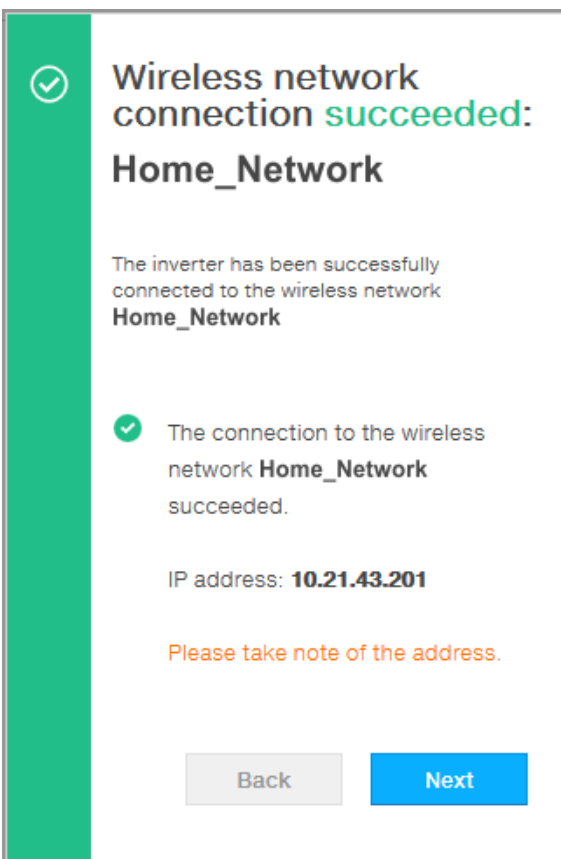 Wireless network
connection succeeded:
Home_Network
The inverter has been successfully
connected to the wireless network
Home_Network
The connection to the wireless
network Home_Network
succeeded.
IP address: 10.21.43.201
Please take note of the address.
Back
Next